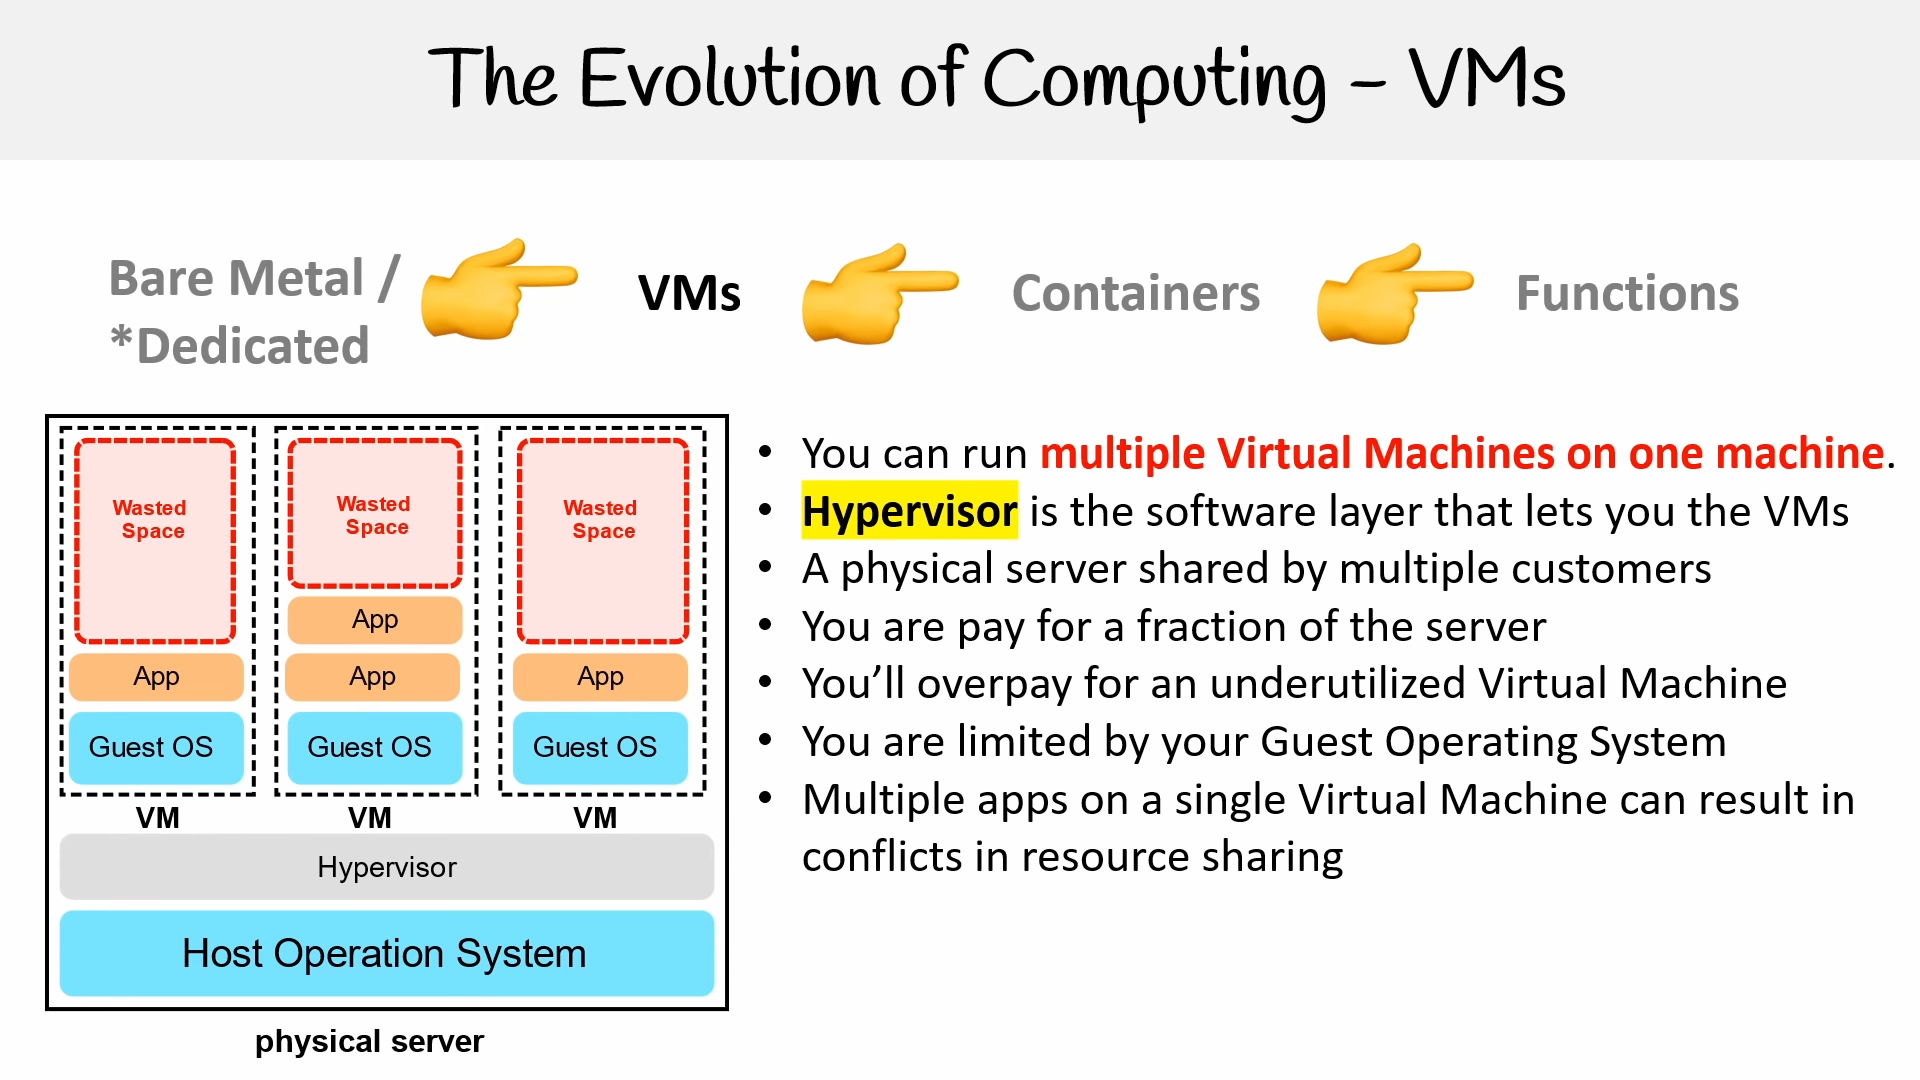 The Evolution of Computing – VMs
Bare Metal /
*Dedicated
VMs
Containers
Functions
Wasted
Space
App
Guest OS
VM
Wasted
Space
App
App
Guest OS
VM
Wasted
Space
App
Guest OS
VM
Hypervisor
Host Operation System
physical server
• You can run multiple Virtual Machines on one machine.
• Hypervisor is the software layer that lets you the VMs
• A physical server shared by multiple customers
• You are pay for a fraction of the server
• You’ll overpay for an underutilized Virtual Machine
• You are limited by your Guest Operating System
• Multiple apps on a single Virtual Machine can result in
conflicts in resource sharing